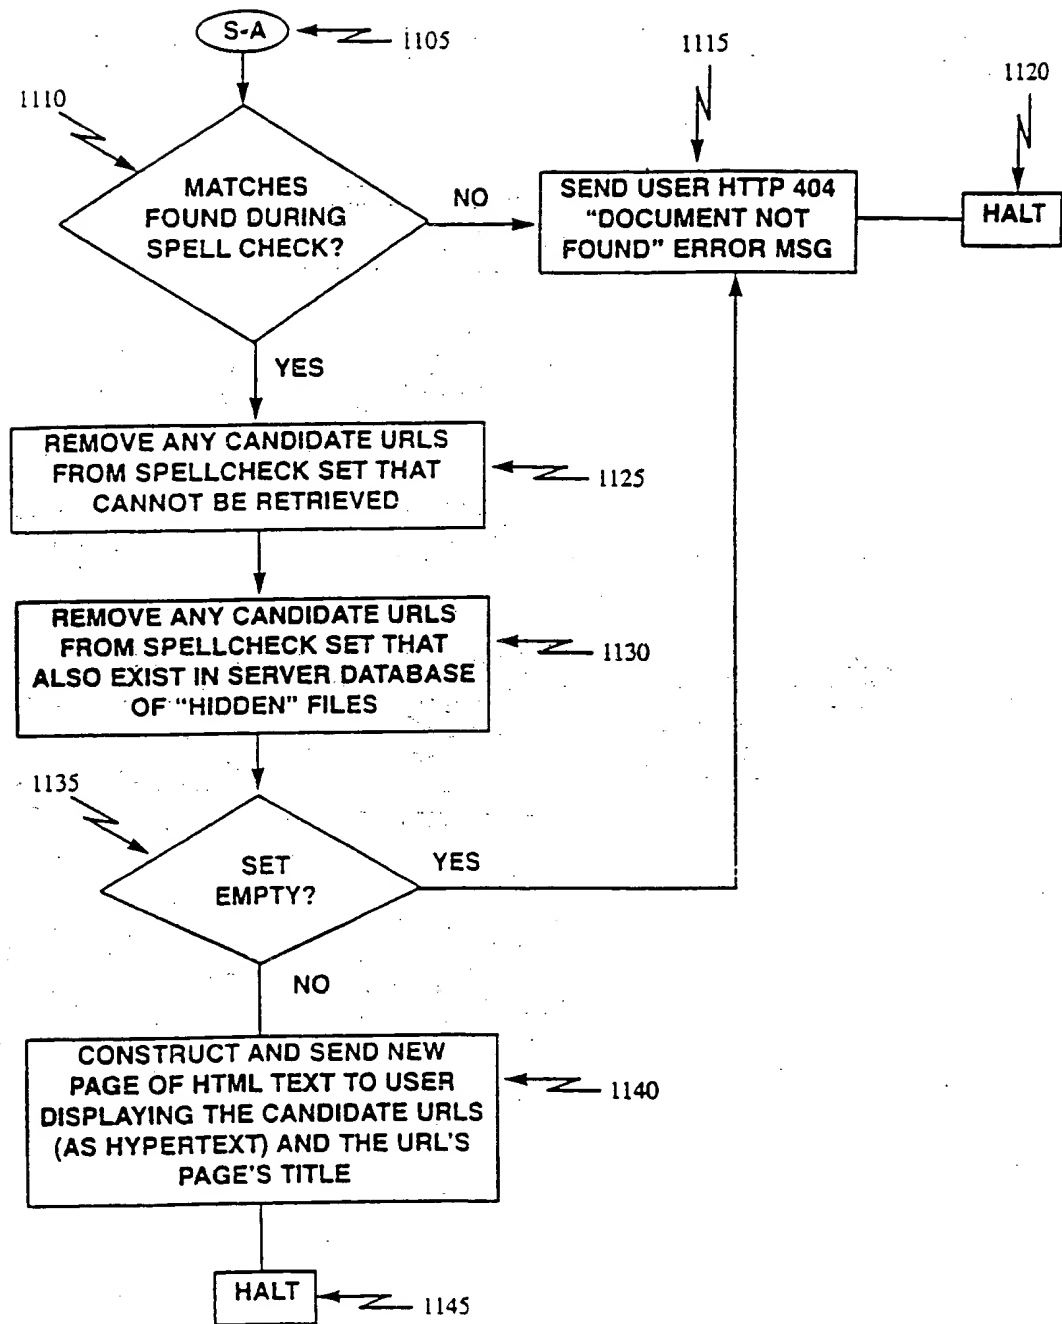 S-A
1105
1110
MATCHES
FOUND DURING
SPELL CHECK?
NO
1115
SEND USER HTTP 404
“DOCUMENT NOT
FOUND” ERROR MSG
1120
HALT
YES
REMOVE ANY CANDIDATE URLS
FROM SPELLCHECK SET THAT
CANNOT BE RETRIEVED
1125
REMOVE ANY CANDIDATE URLS
FROM SPELLCHECK SET THAT
ALSO EXIST IN SERVER DATABASE
OF “HIDDEN” FILES
1130
1135
SET
EMPTY?
YES
NO
CONSTRUCT AND SEND NEW
PAGE OF HTML TEXT TO USER
DISPLAYING THE CANDIDATE URLS
(AS HYPERTEXT) AND THE URL'S
PAGE'S TITLE
1140
HALT
1145